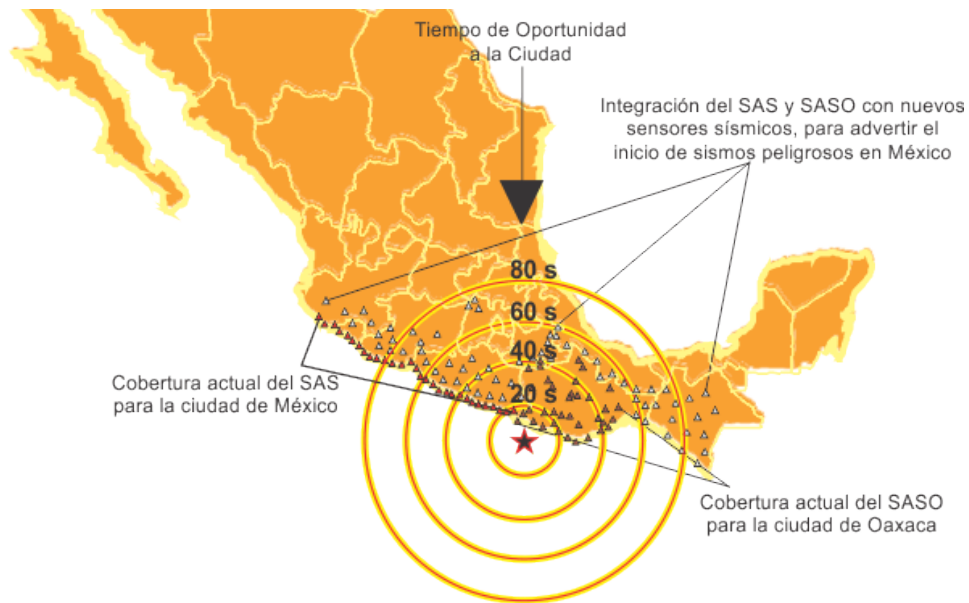 Tiempo de Oportunidad
a la Ciudad
Integración del SAS y SASO con nuevos
sensores sísmicos, para advertir el
inicio de sismos peligrosos en México
80 s
60 s
40 s
20 s
Cobertura actual del SAS
para la ciudad de México
Cobertura actual del SASO
para la ciudad de Oaxaca